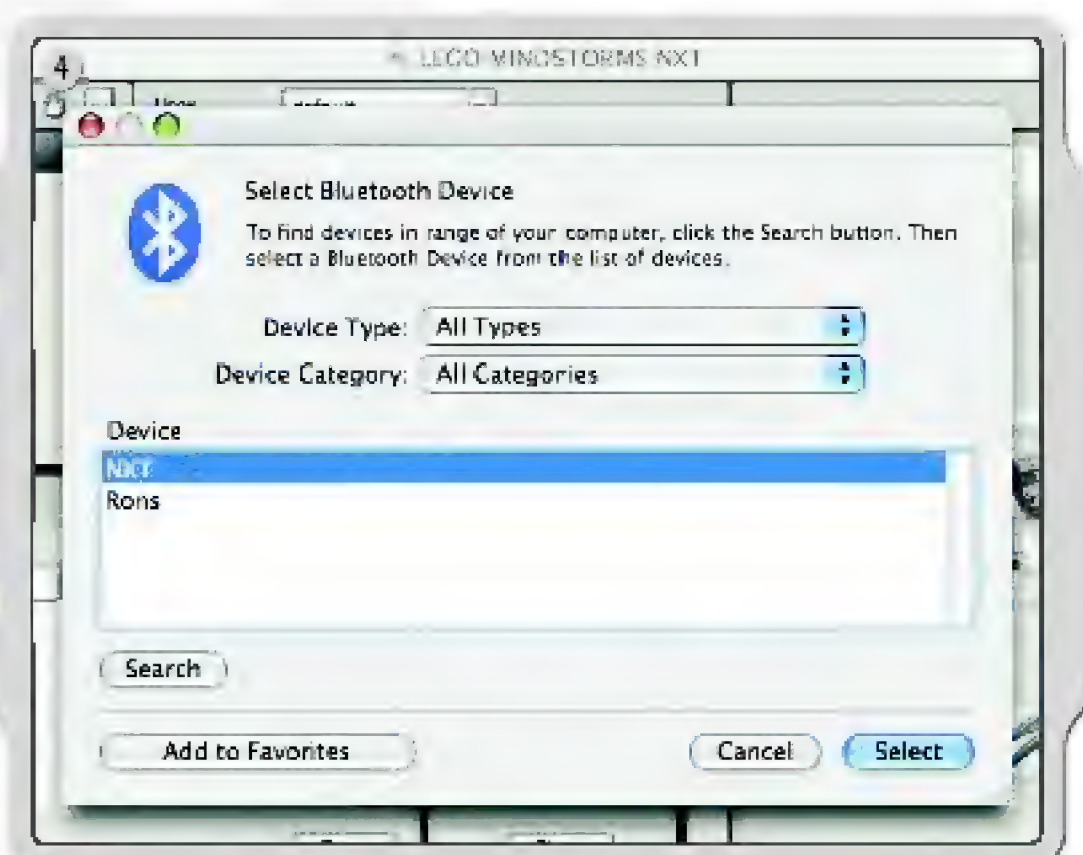 4
LEGO MINDSTORMS NXT
Select Bluetooth Device
To find devices in range of your computer, click the Search button. Then
select a Bluetooth Device from the list of devices.
Device Type: All Types
Device Category: All Categories
Device
Rons
Search
Add to Favorites
Cancel
Select